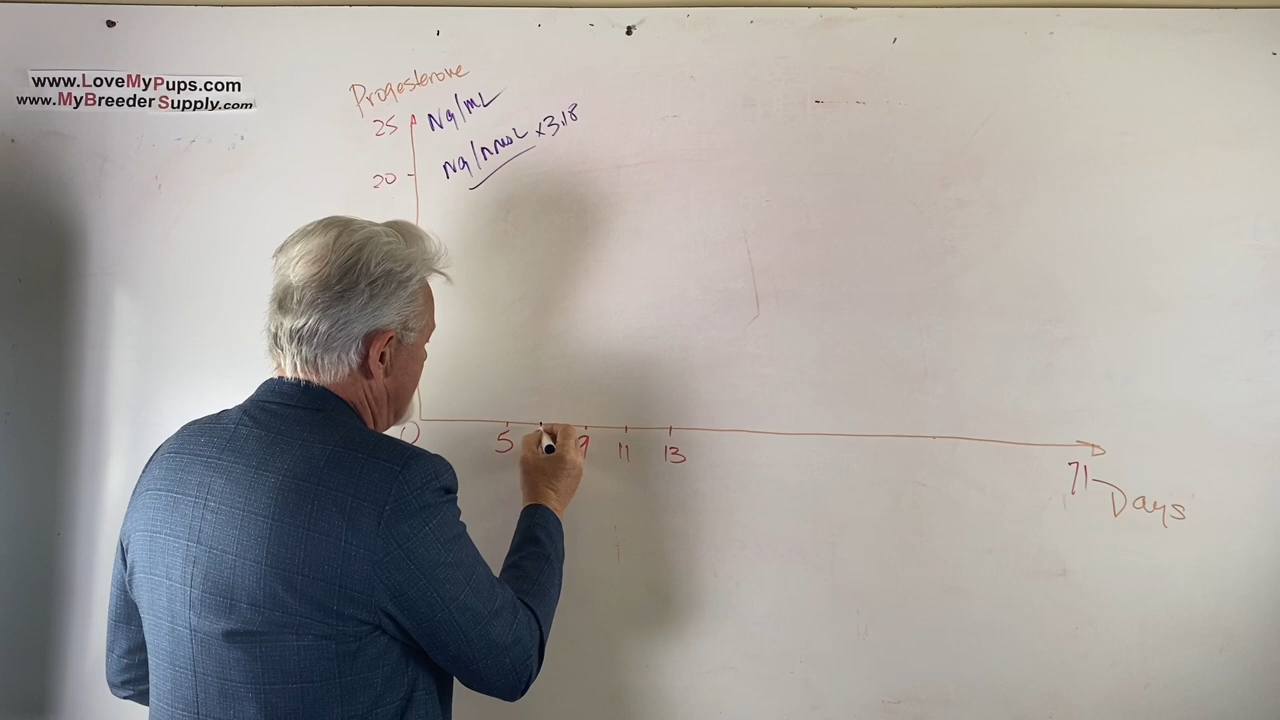 www.LoveMyPups.com
www.MyBreederSupply.com
Progesterone
25 Ng/mL
Ng/nmoL x3.18
20
0 5 9 11 13
71
Days